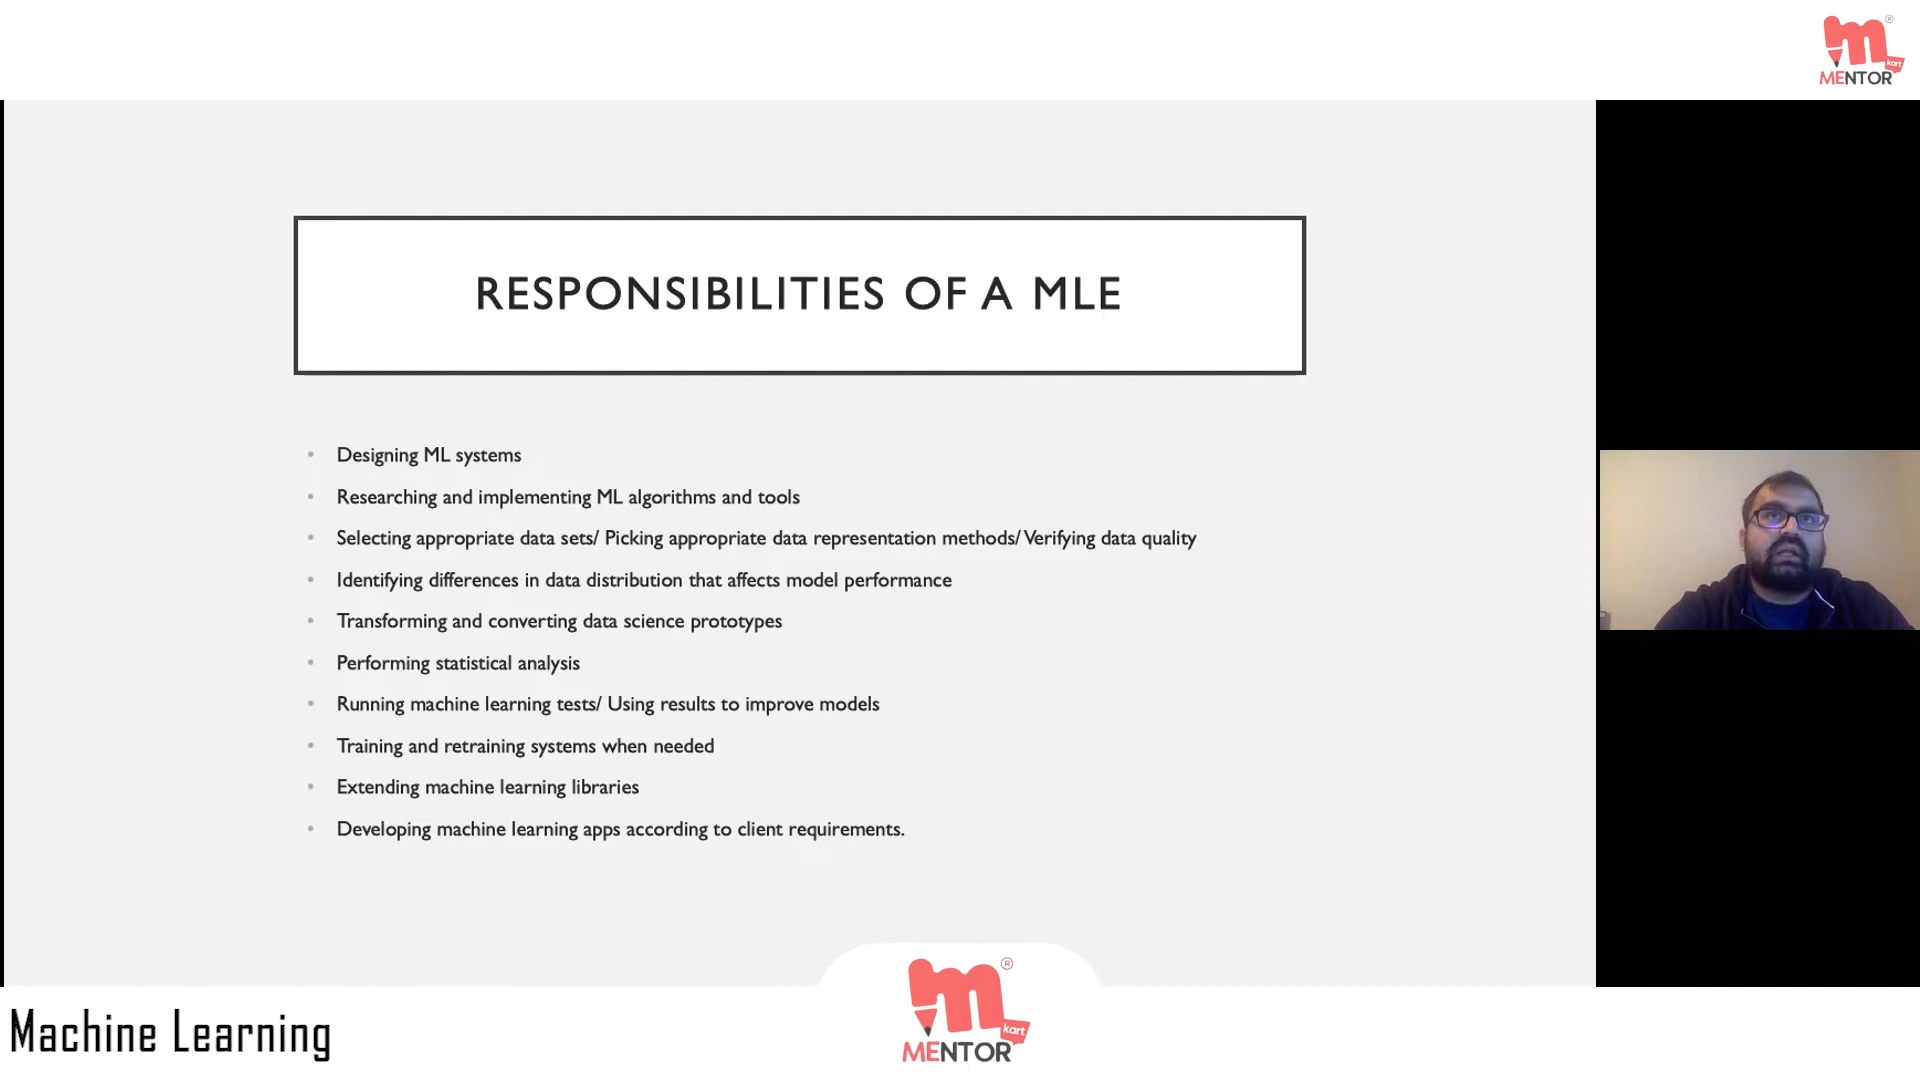 m
kart
®
MENTOR
RESPONSIBILITIES OF A MLE
• Designing ML systems
• Researching and implementing ML algorithms and tools
• Selecting appropriate data sets/ Picking appropriate data representation methods/ Verifying data quality
• Identifying differences in data distribution that affects model performance
• Transforming and converting data science prototypes
• Performing statistical analysis
• Running machine learning tests/ Using results to improve models
• Training and retraining systems when needed
• Extending machine learning libraries
• Developing machine learning apps according to client requirements.
m
®
kart
MENTOR
Machine Learning